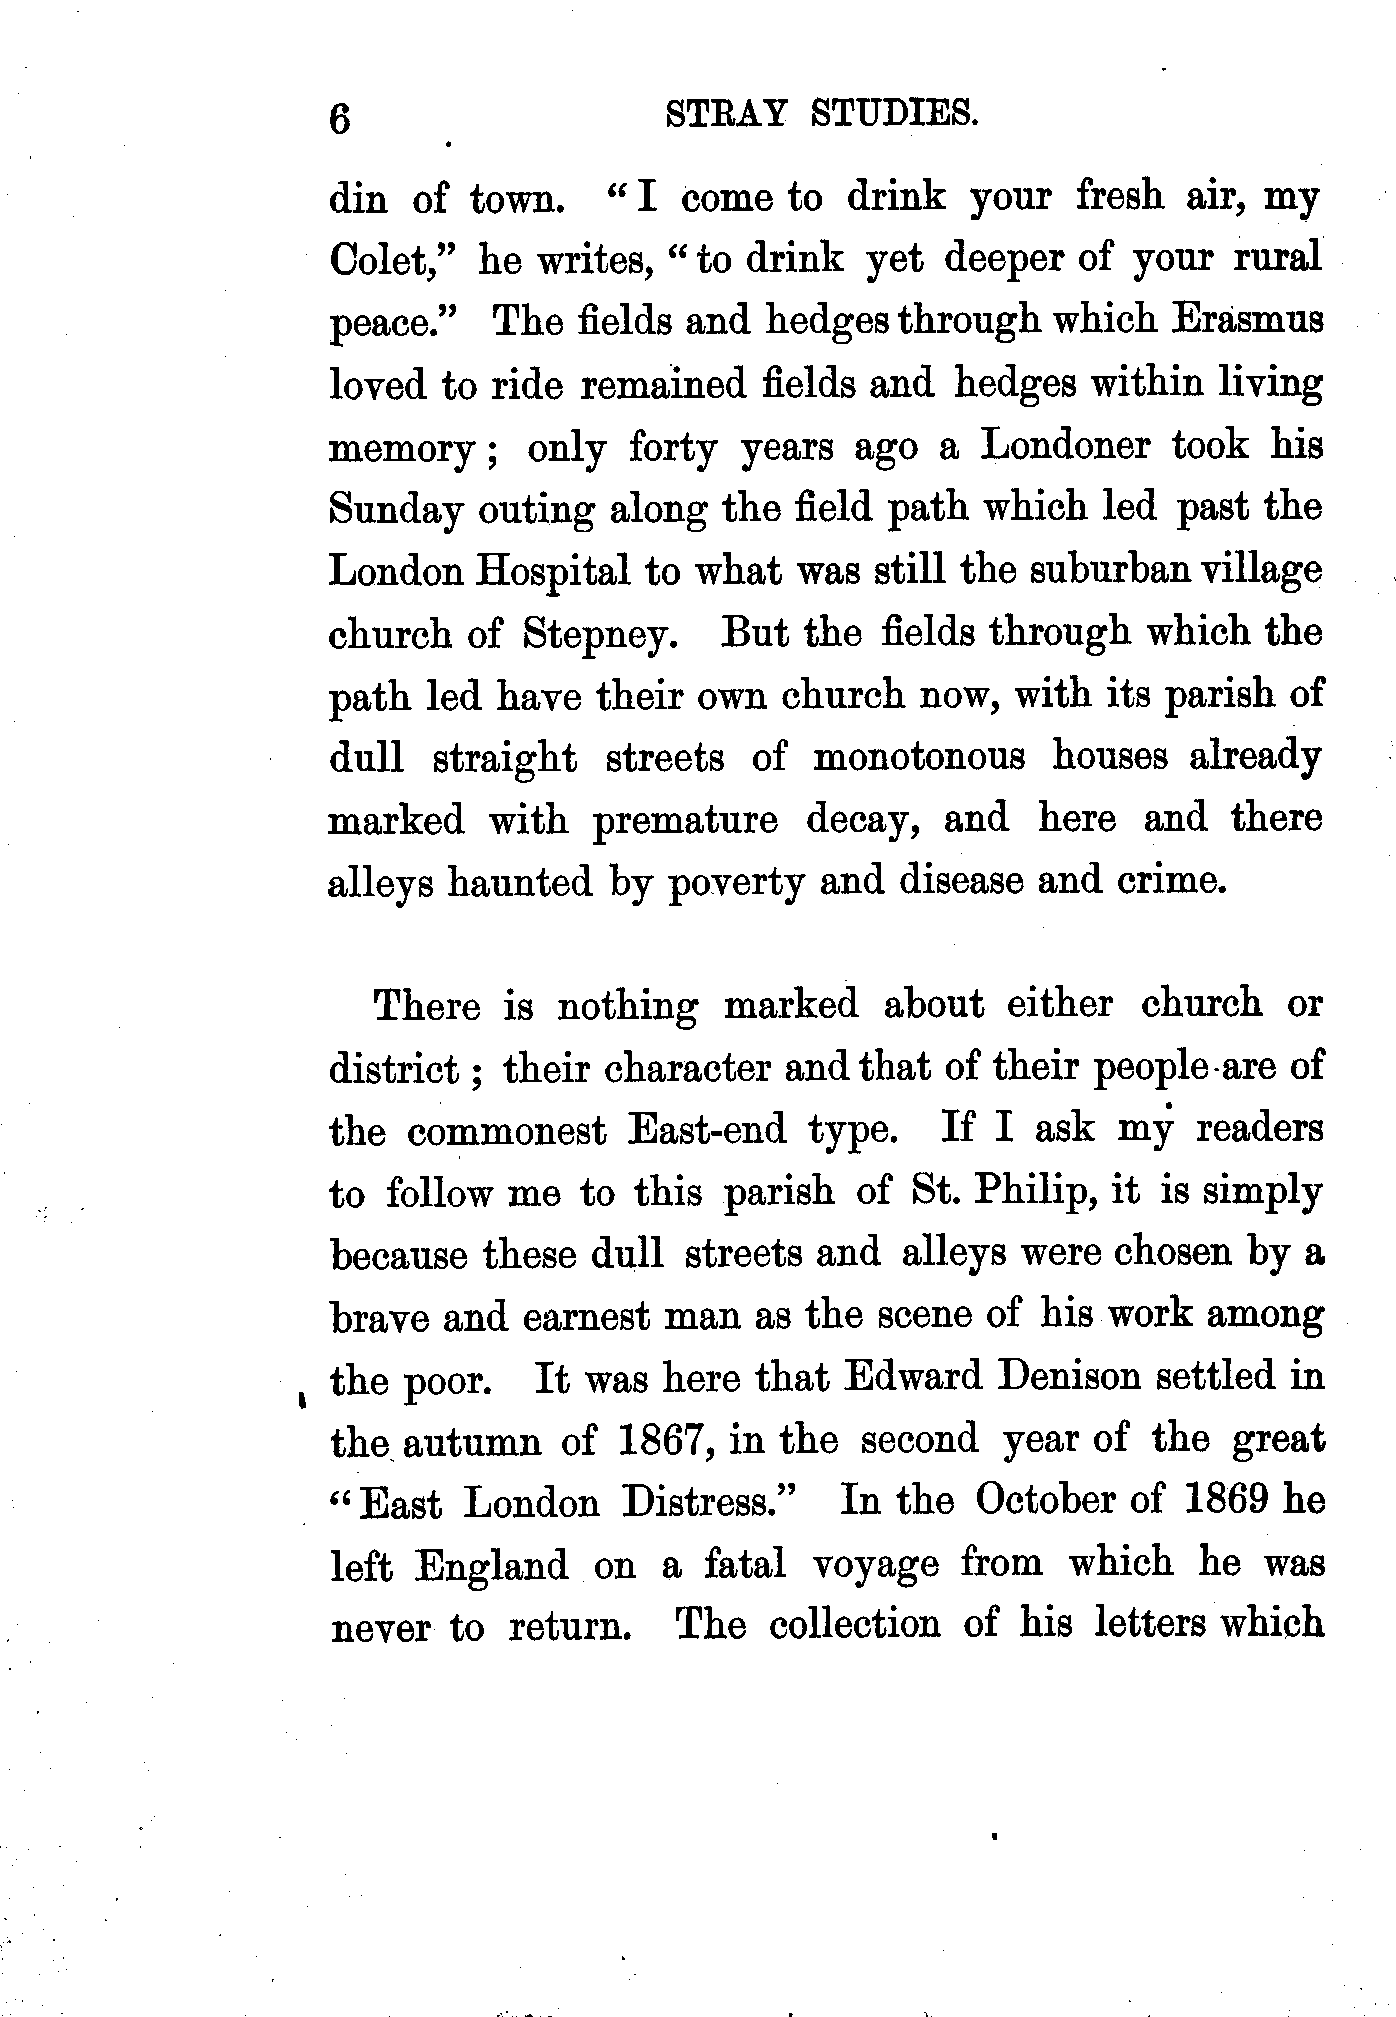 6 STRAY STUDIES.
din of town. “I come to drink your fresh air, my
Colet,” he writes, “to drink yet deeper of your rural
peace.” The fields and hedges through which Erasmus
loved to ride remained fields and hedges within living
memory; only forty years ago a Londoner took his
Sunday outing along the field path which led past the
London Hospital to what was still the suburban village
church of Stepney. But the fields through which the
path led have their own church now, with its parish of
dull straight streets of monotonous houses already
marked with premature decay, and here and there
alleys haunted by poverty and disease and crime.
There is nothing marked about either church or
district; their character and that of their people are of
the commonest East-end type. If I ask my readers
to follow me to this parish of St. Philip, it is simply
because these dull streets and alleys were chosen by a
brave and earnest man as the scene of his work among
the poor. It was here that Edward Denison settled in
the autumn of 1867, in the second year of the great
“East London Distress.” In the October of 1869 he
left England on a fatal voyage from which he was
never to return. The collection of his letters which